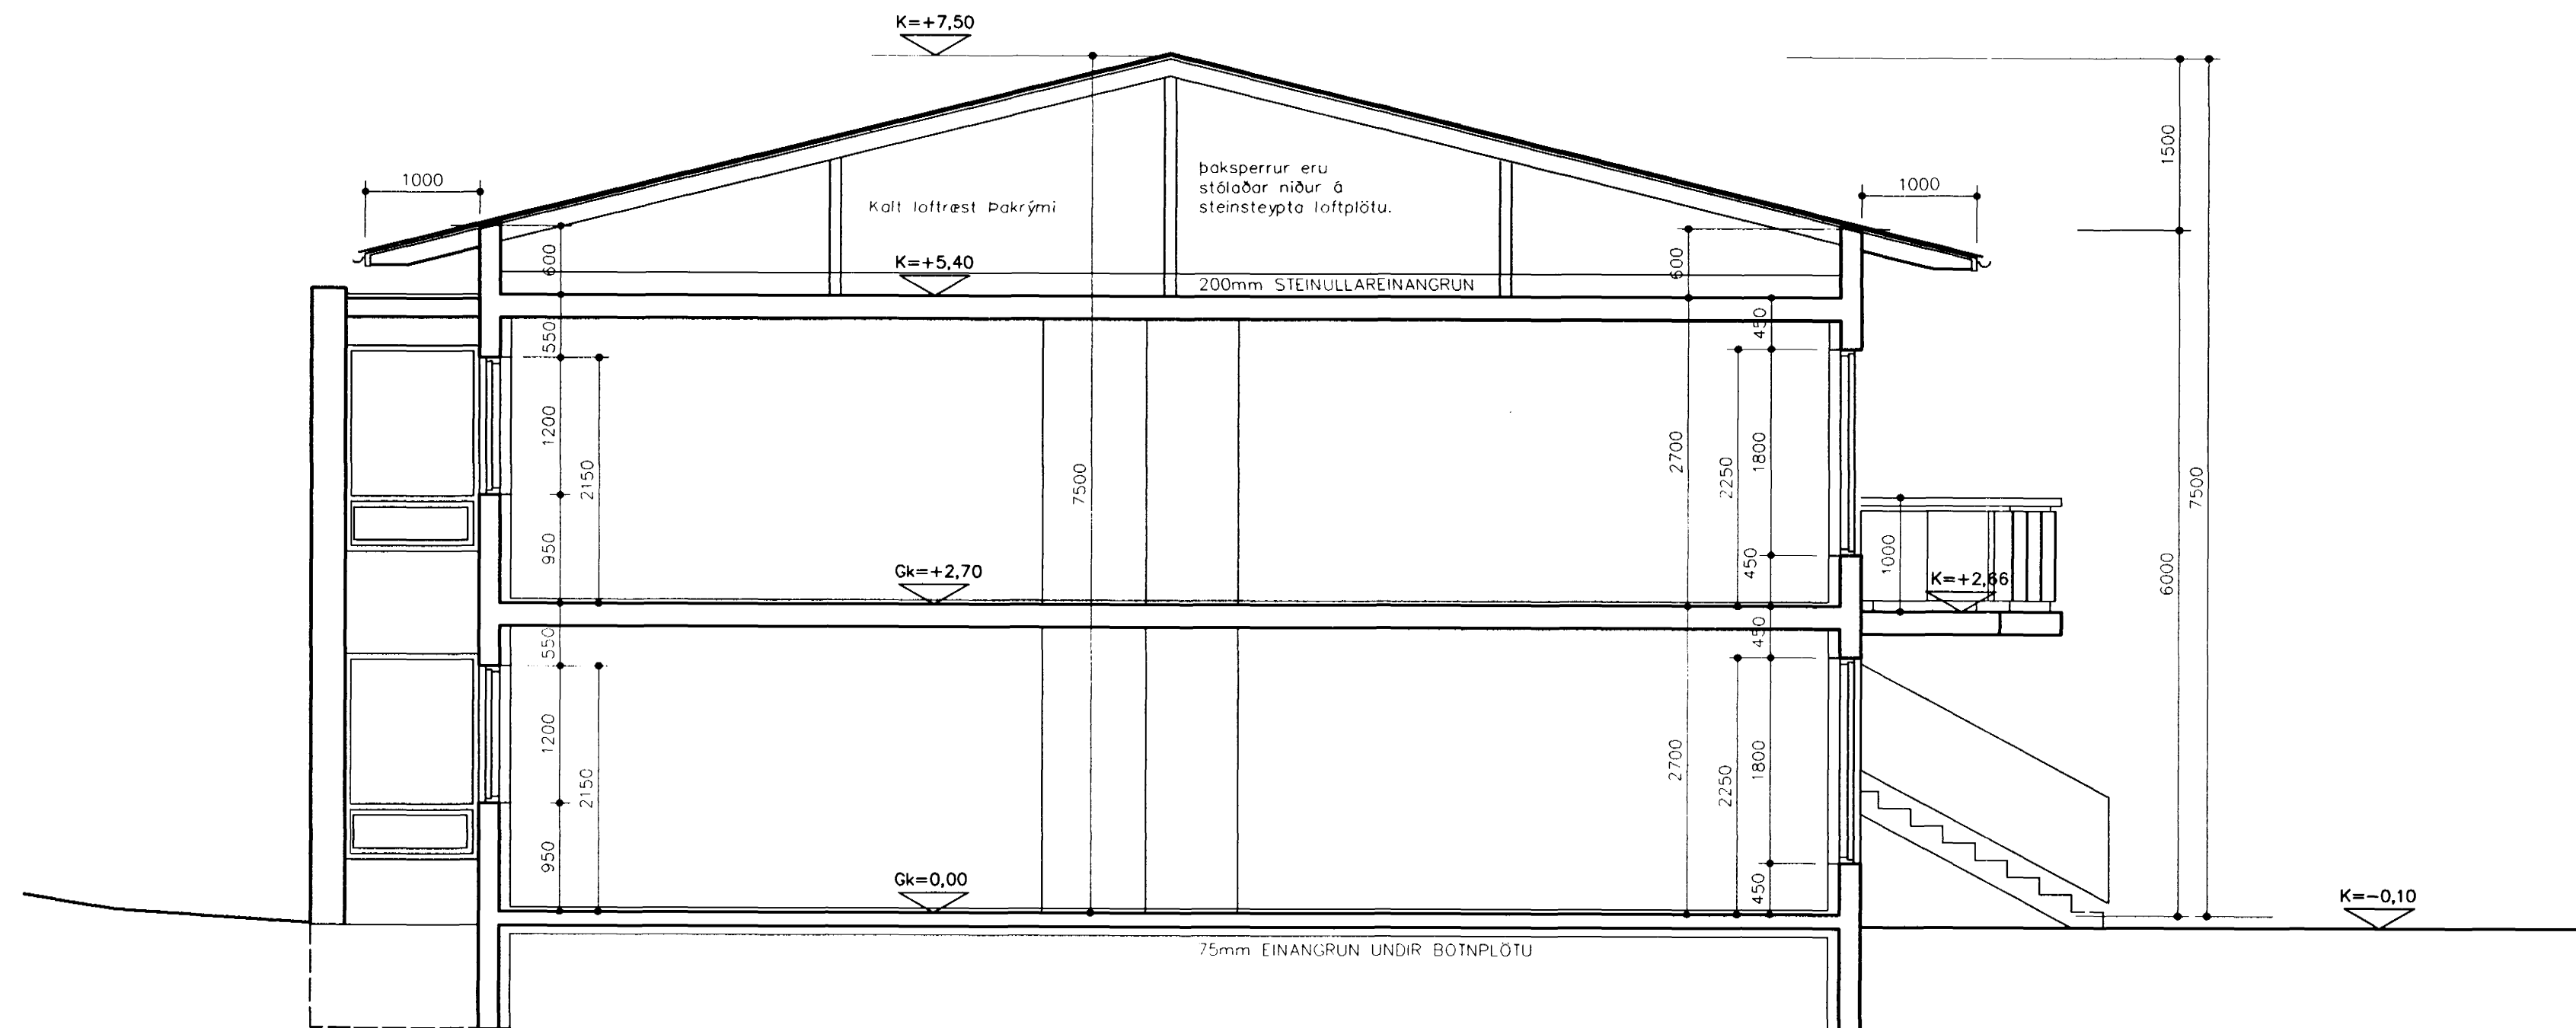 K=+7,50
1500
1000
þaksperrur eru
stólaðar niður á
steinsteypta loftplötu.
Kalt loftræst Þakrými
1000
600
K=+5,40
600
200mm STEINULLAREINANGRUN
550
450
1200
2150
7500
2700
2250
1800
7500
950
450
1000
6000
Gk=+2,70
K=+2,66
550
450
1200
2150
2700
2250
1800
950
Gk=0,00
450
K=-0,10
75mm EINANGRUN UNDIR BOTNPLÖTU